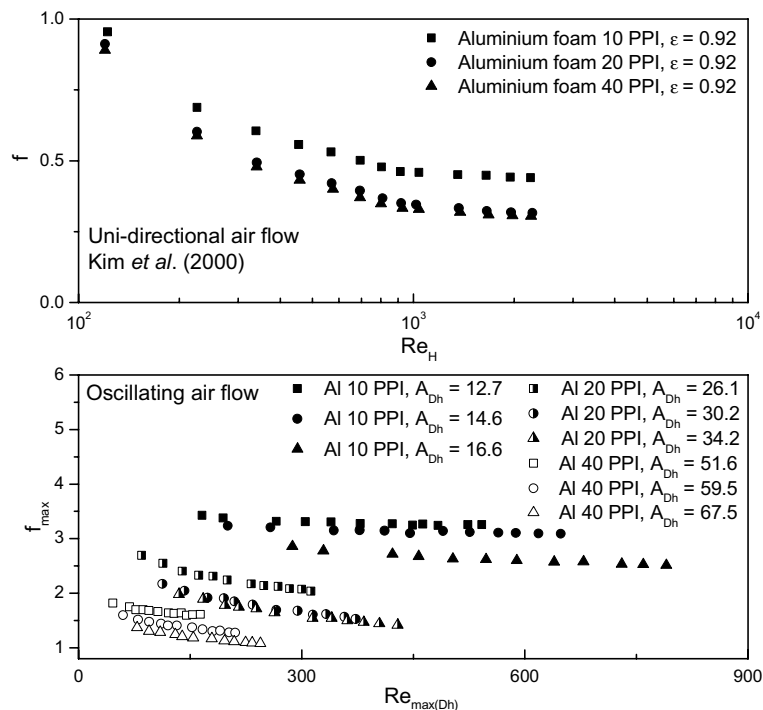 1.0
0.5
0.0
f
Aluminium foam 10 PPI, ε = 0.92
Aluminium foam 20 PPI, ε = 0.92
Aluminium foam 40 PPI, ε = 0.92
Uni-directional air flow
Kim et al. (2000)
10² 10³ 10⁴
Re_H
6
5
4
3
2
1
f_max
Oscillating air flow
Al 10 PPI, A_Dh = 12.7
Al 10 PPI, A_Dh = 14.6
Al 10 PPI, A_Dh = 16.6
Al 20 PPI, A_Dh = 26.1
Al 20 PPI, A_Dh = 30.2
Al 20 PPI, A_Dh = 34.2
Al 40 PPI, A_Dh = 51.6
Al 40 PPI, A_Dh = 59.5
Al 40 PPI, A_Dh = 67.5
0 300 600 900
Re_max(Dh)